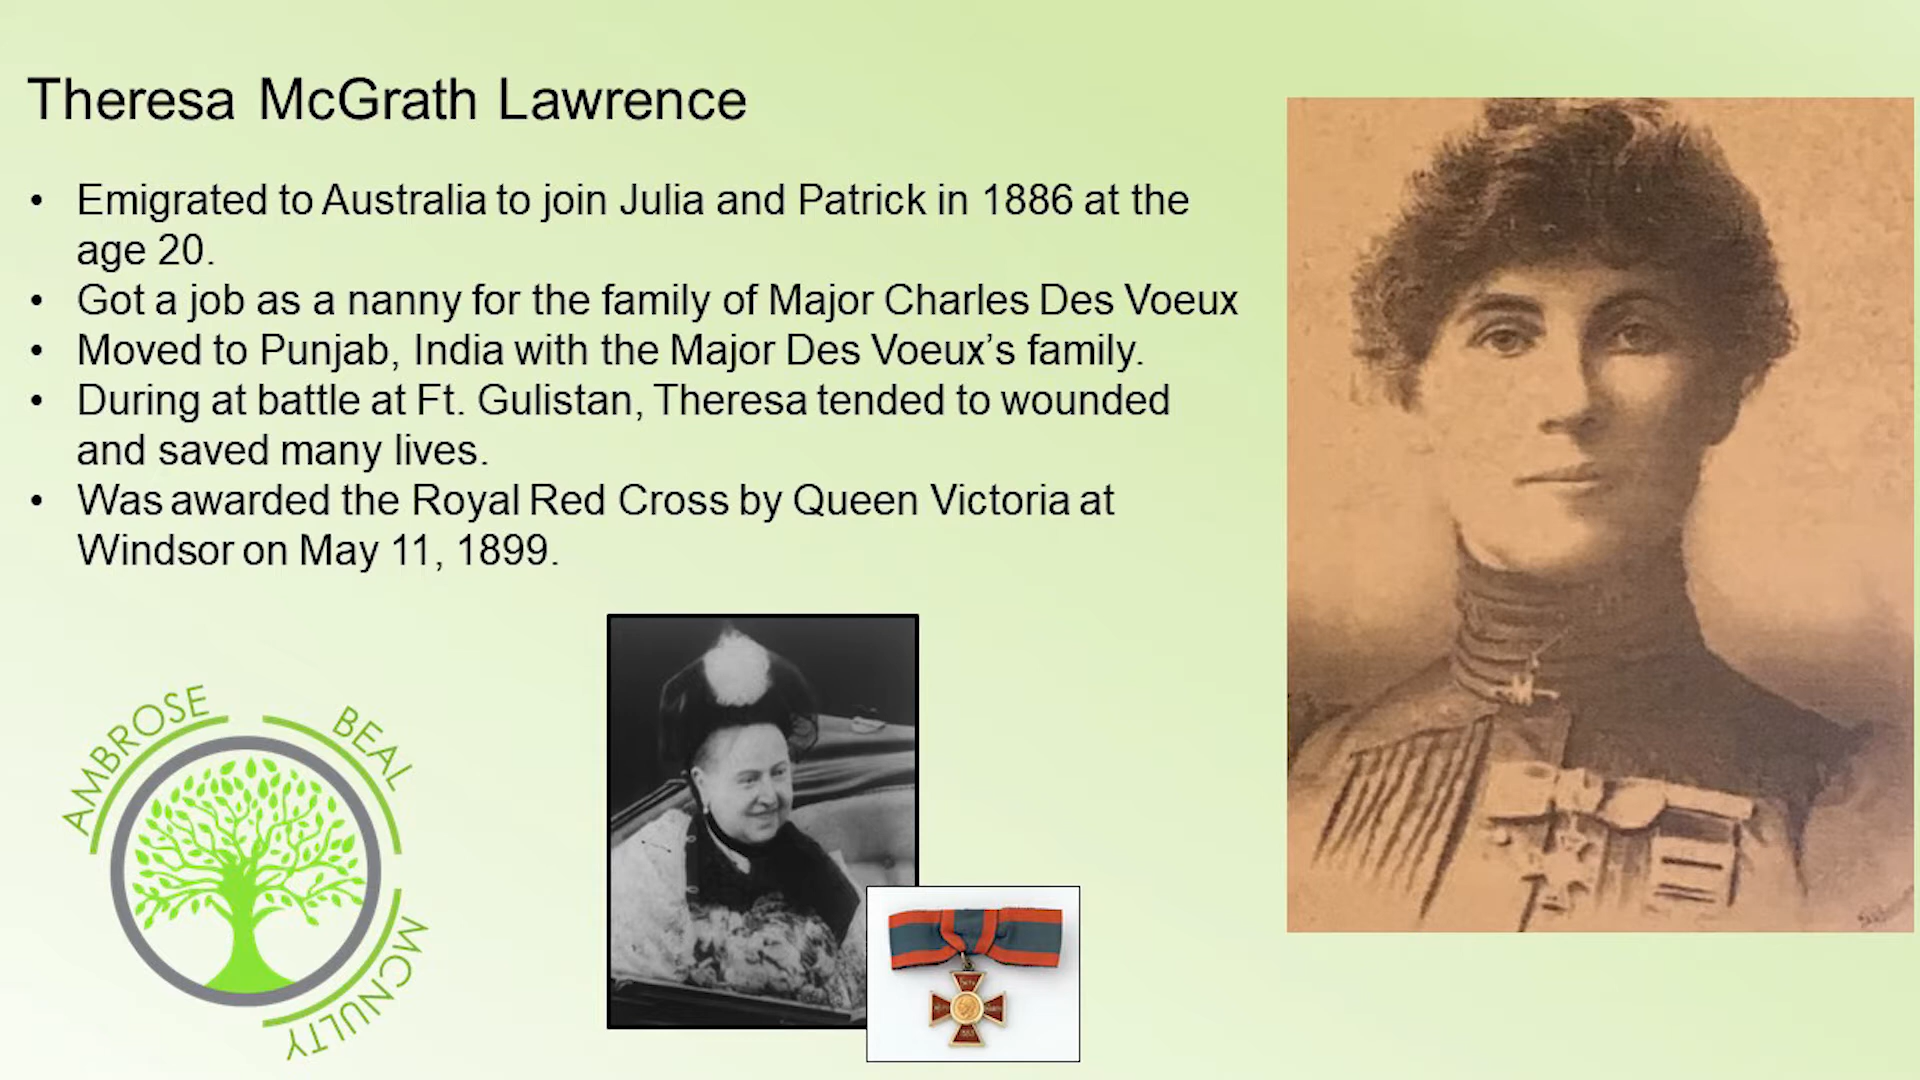 Theresa McGrath Lawrence
• Emigrated to Australia to join Julia and Patrick in 1886 at the
age 20.
• Got a job as a nanny for the family of Major Charles Des Voeux
• Moved to Punjab, India with the Major Des Voeux’s family.
• During at battle at Ft. Gulistan, Theresa tended to wounded
and saved many lives.
• Was awarded the Royal Red Cross by Queen Victoria at
Windsor on May 11, 1899.
AMBROSE
BEAL
MCNULTY